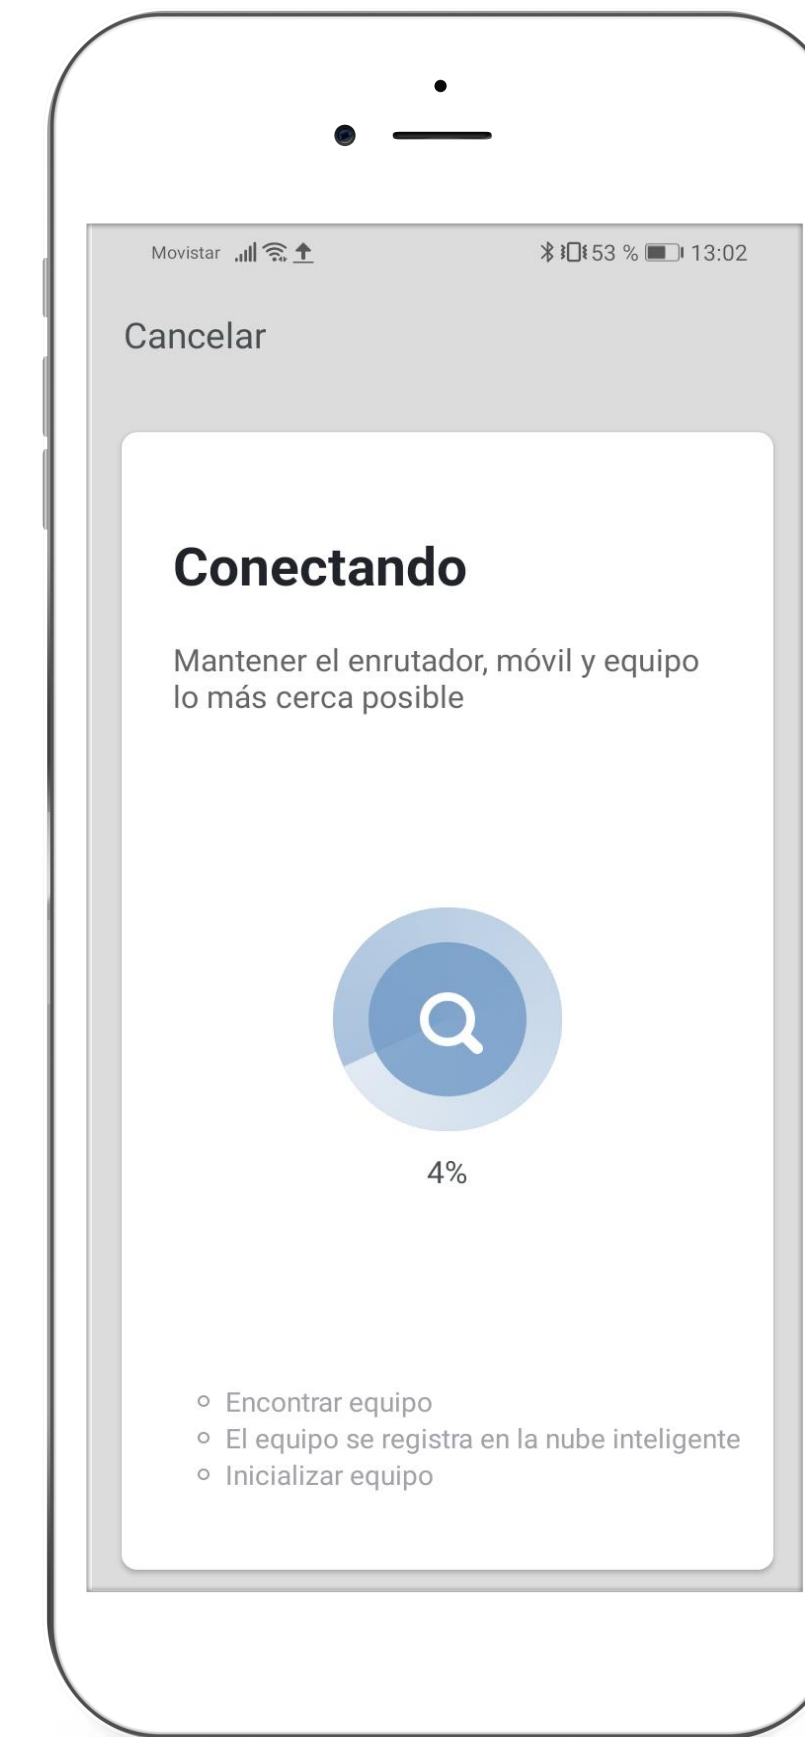 Movistar 53 % 13:02
Cancelar
Conectando
Mantener el enrutador, móvil y equipo
lo más cerca posible
4%
Encontrar equipo
El equipo se registra en la nube inteligente
Inicializar equipo